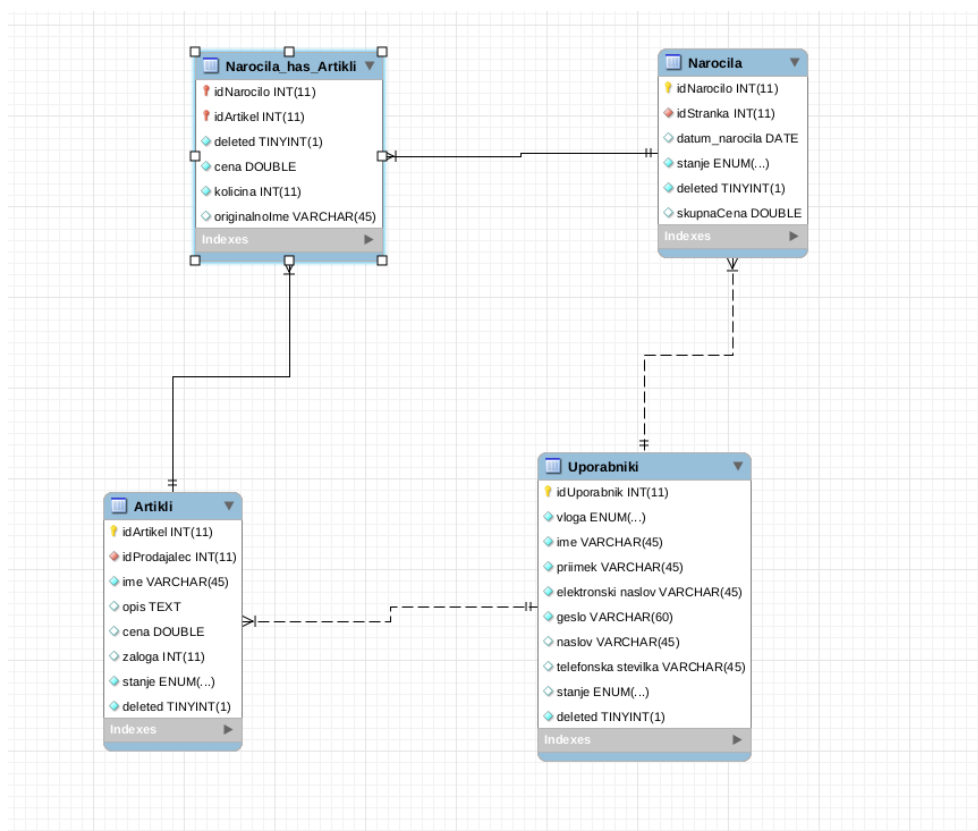 Narocila_has_Artikli
idNarocilo INT(11)
idArtikel INT(11)
deleted TINYINT(1)
cena DOUBLE
kolicina INT(11)
originalnoIme VARCHAR(45)
Indexes
Narocila
idNarocilo INT(11)
idStranka INT(11)
datum_narocila DATE
stanje ENUM(...)
deleted TINYINT(1)
skupnaCena DOUBLE
Indexes
Artikli
idArtikel INT(11)
idProdajalec INT(11)
ime VARCHAR(45)
opis TEXT
cena DOUBLE
zaloga INT(11)
stanje ENUM(...)
deleted TINYINT(1)
Indexes
Uporabniki
idUporabnik INT(11)
vloga ENUM(...)
ime VARCHAR(45)
priimek VARCHAR(45)
elektronski naslov VARCHAR(45)
geslo VARCHAR(60)
naslov VARCHAR(45)
telefonska stevilka VARCHAR(45)
stanje ENUM(...)
deleted TINYINT(1)
Indexes